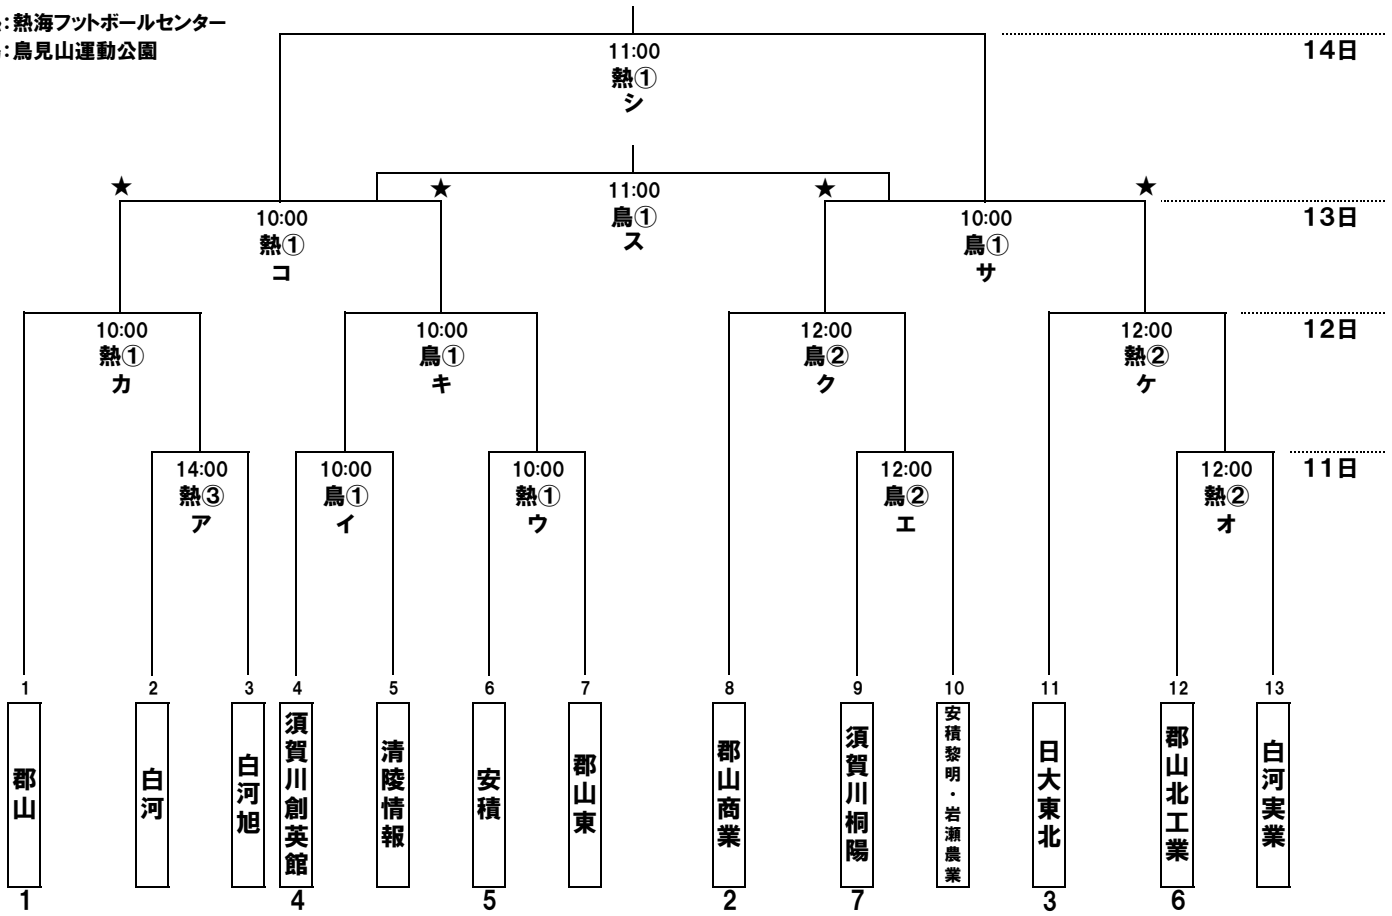 ：熱海フットボールセンター
：鳥見山運動公園
14日
11:00
熱①
シ
★ ★ ★ ★
11:00
鳥①
ス
13日
10:00
熱①
コ
10:00
鳥①
サ
12日
10:00
熱①
カ
10:00
鳥①
キ
12:00
鳥②
ク
12:00
熱②
ケ
11日
14:00
熱③
ア
10:00
鳥①
イ
10:00
熱①
ウ
12:00
鳥②
エ
12:00
熱②
オ
1 2 3 4 5 6 7 8 9 10 11 12 13
郡山
白河
白河旭
須賀川創英館
清陵情報
安積
郡山東
郡山商業
須賀川桐陽
安積黎明・岩瀬農業
日大東北
郡山北工業
白河実業
1 4 5 2 7 3 6